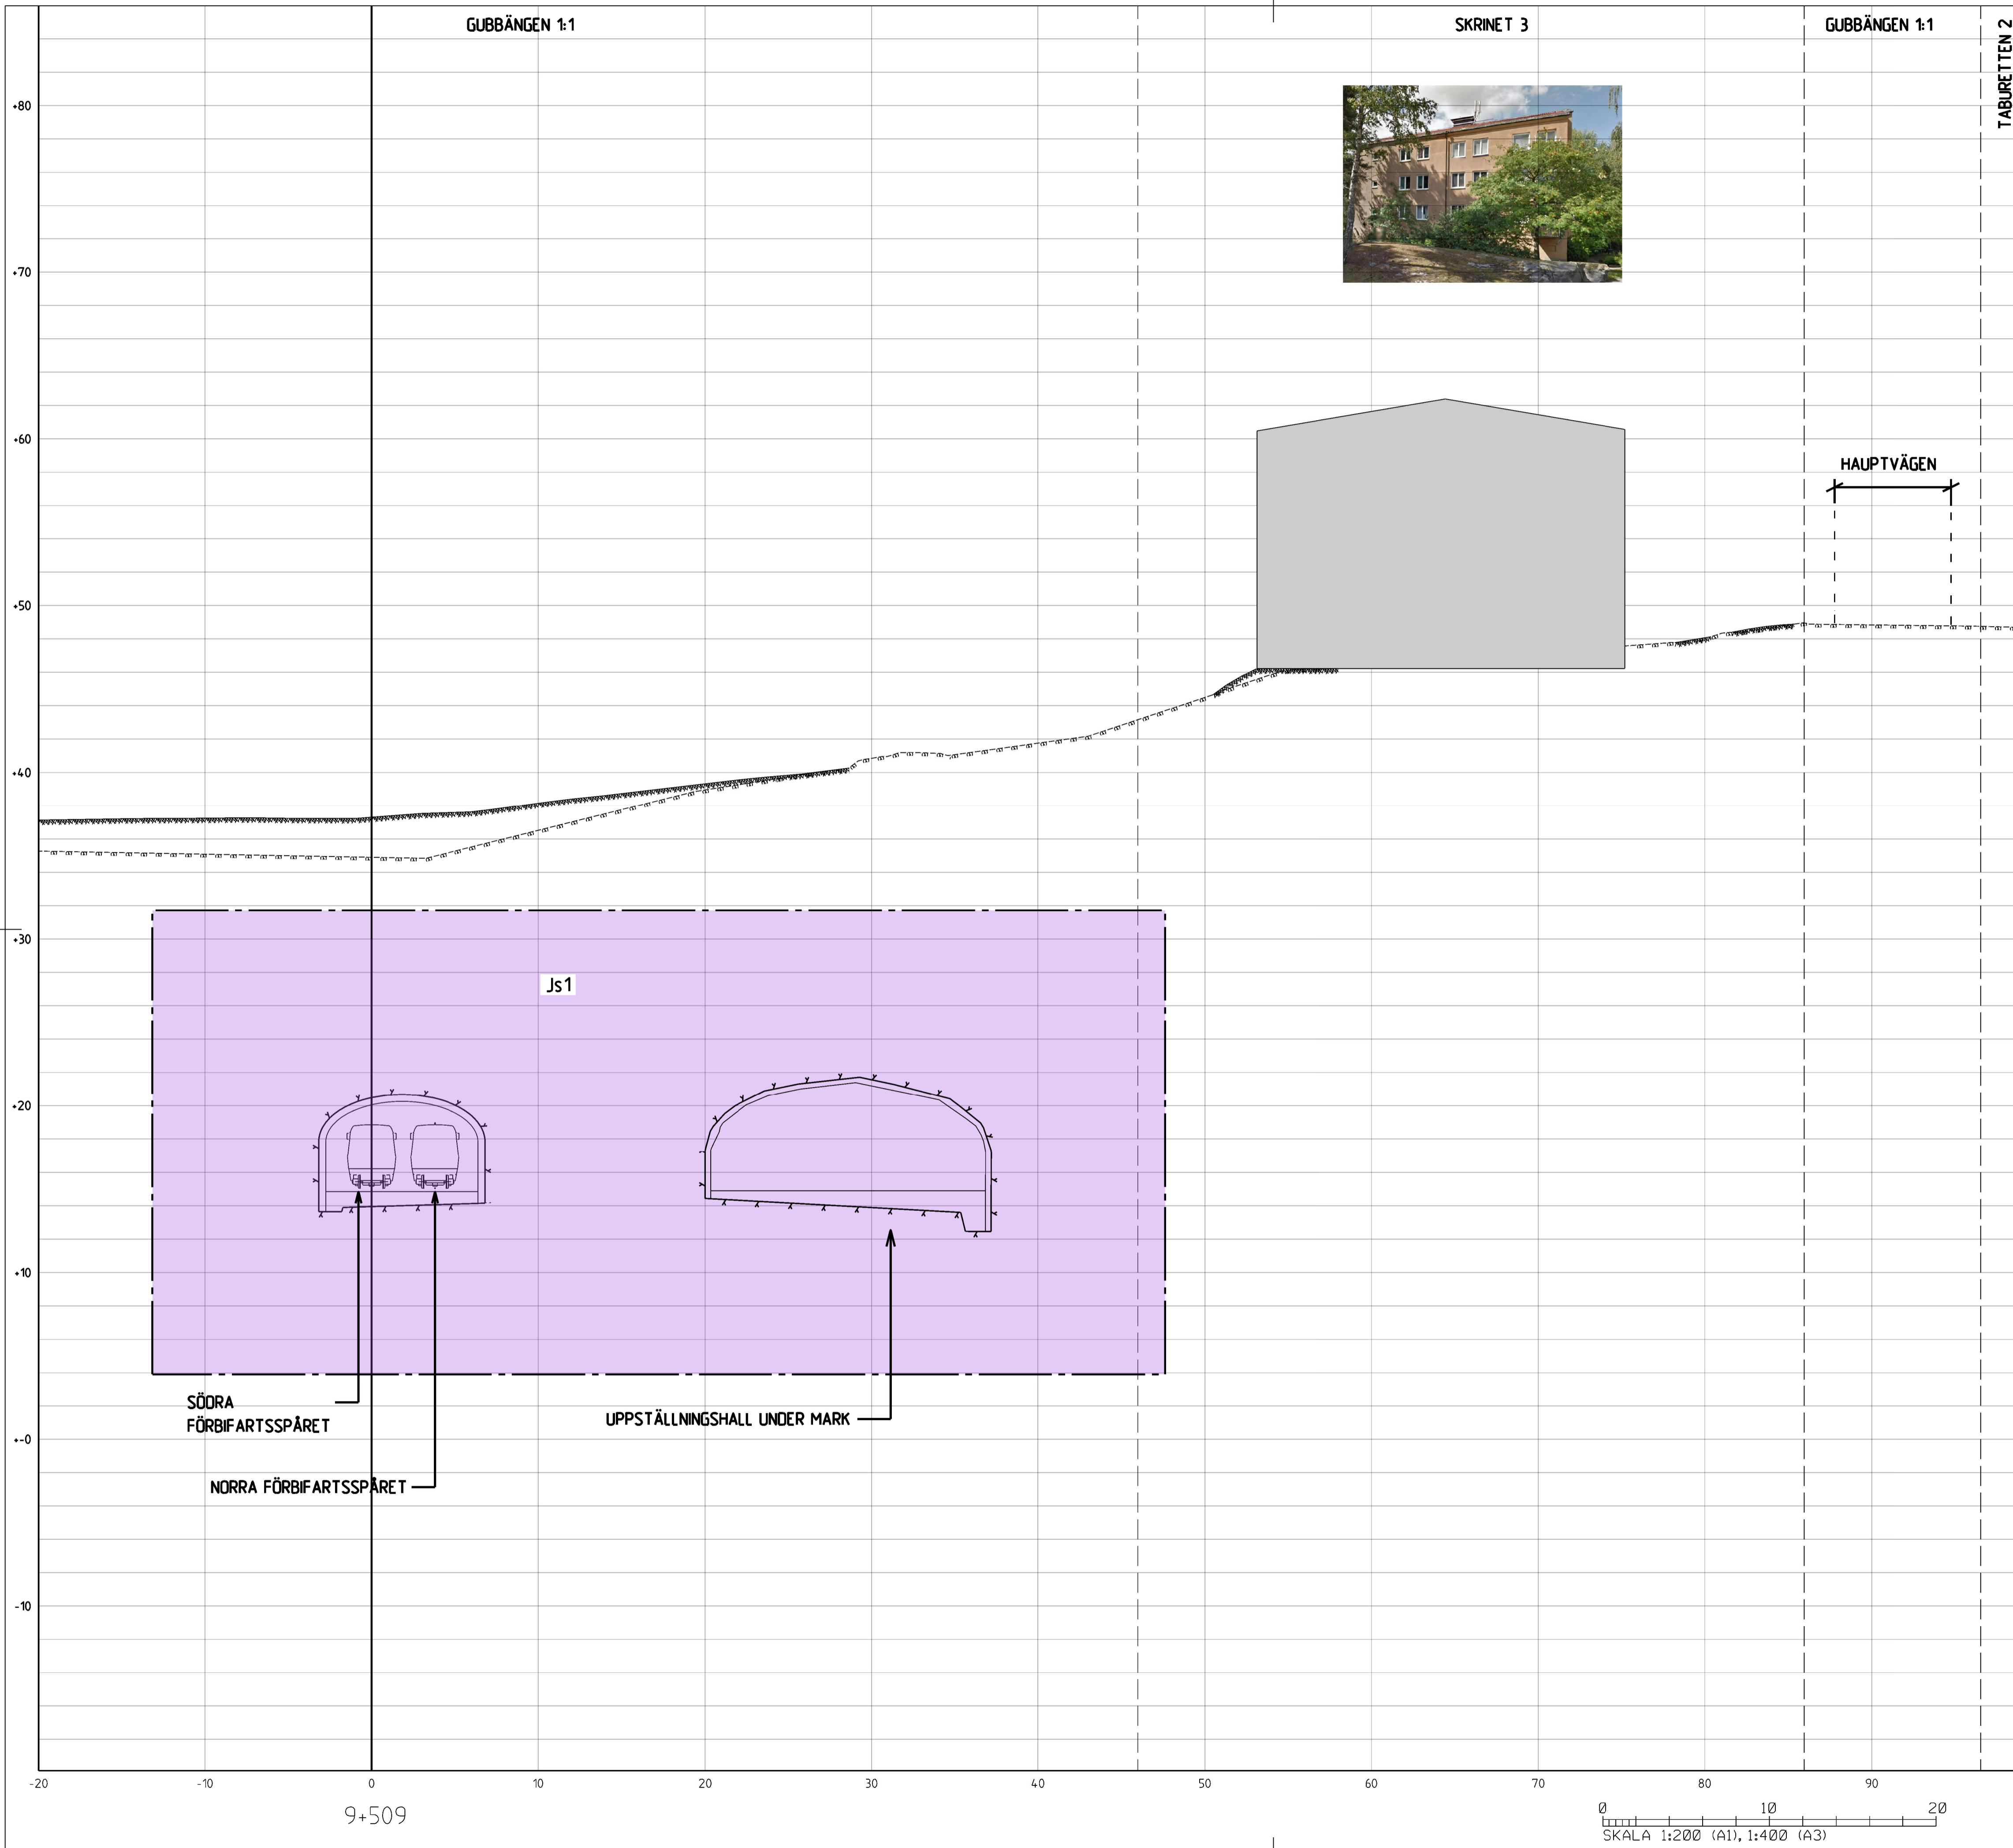 GUBBÄNGEN 1:1
SKRINET 3
GUBBÄNGEN 1:1
TABURETTEN 2
+80
+70
+60
HAUPTVÄGEN
+50
+40
+30
Js1
+20
+10
SÖDRA
FÖRBIFARTSSPÅRET
UPPSTÄLLNINGSHALL UNDER MARK
+-0
NORRA FÖRBIFARTSSPÅRET
-10
-20 -10 0 10 20 30 40 50 60 70 80 90
9+509
0 10 20
SKALA 1:200 (A1), 1:400 (A3)